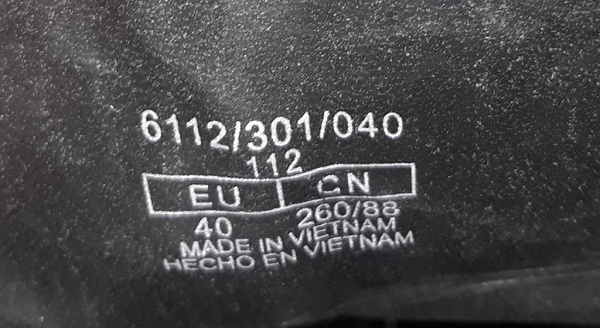 6112/301/040
112
EU CN
40 260/88
MADE IN VIETNAM
HECHO EN VIETNAM